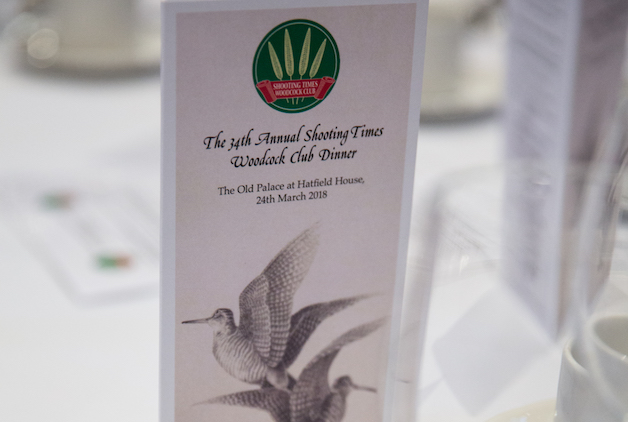 SHOOTING TIMES
WOODCOCK CLUB
The 34th Annual Shooting Times
Woodcock Club Dinner
The Old Palace at Hatfield House,
24th March 2018